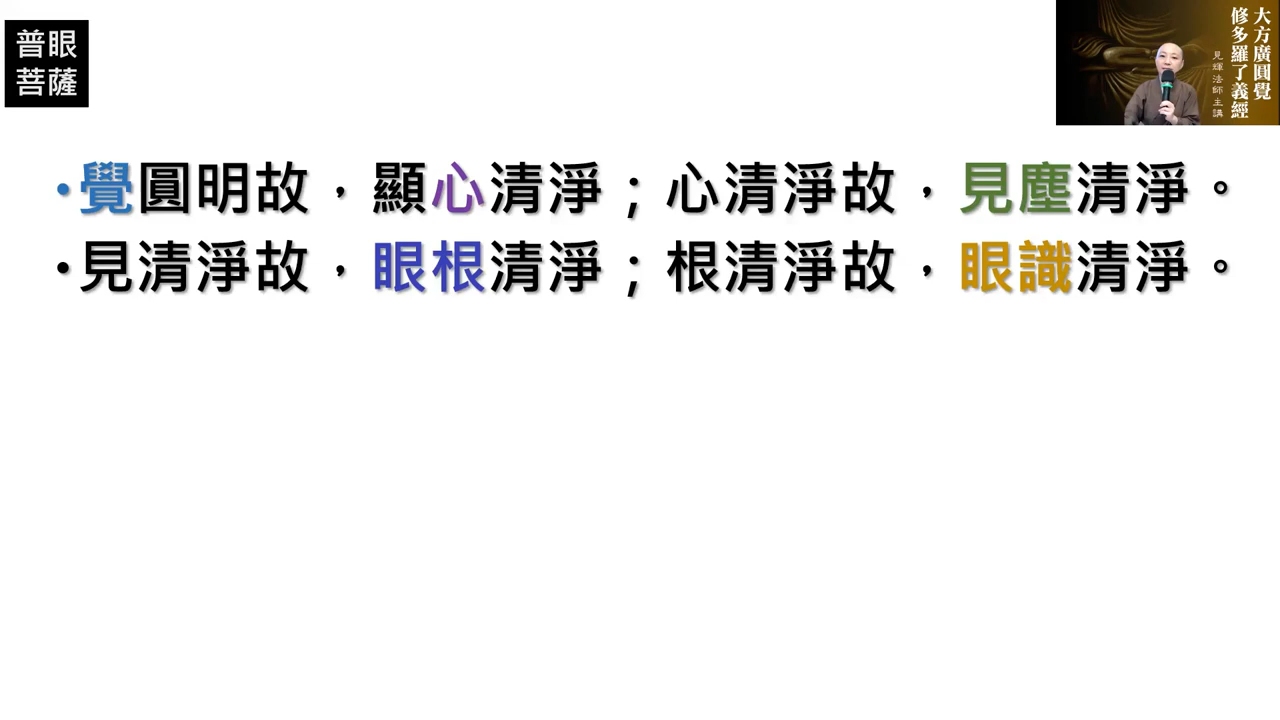 普眼
菩薩
大方廣圓覺
修多羅了義經
見輝法師主講
•覺圓明故，顯心清淨；心清淨故，見塵清淨。
•見清淨故，眼根清淨；根清淨故，眼識清淨。